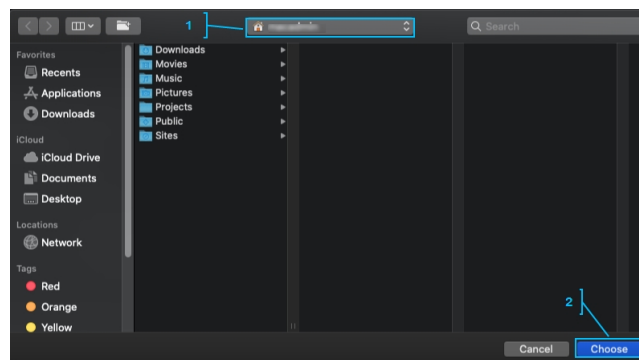 1
Search
Favorites
Recents
Applications
Downloads
iCloud
iCloud Drive
Documents
Desktop
Locations
Network
Tags
Red
Orange
Yellow
Downloads
Movies
Music
Pictures
Projects
Public
Sites
2
Cancel
Choose